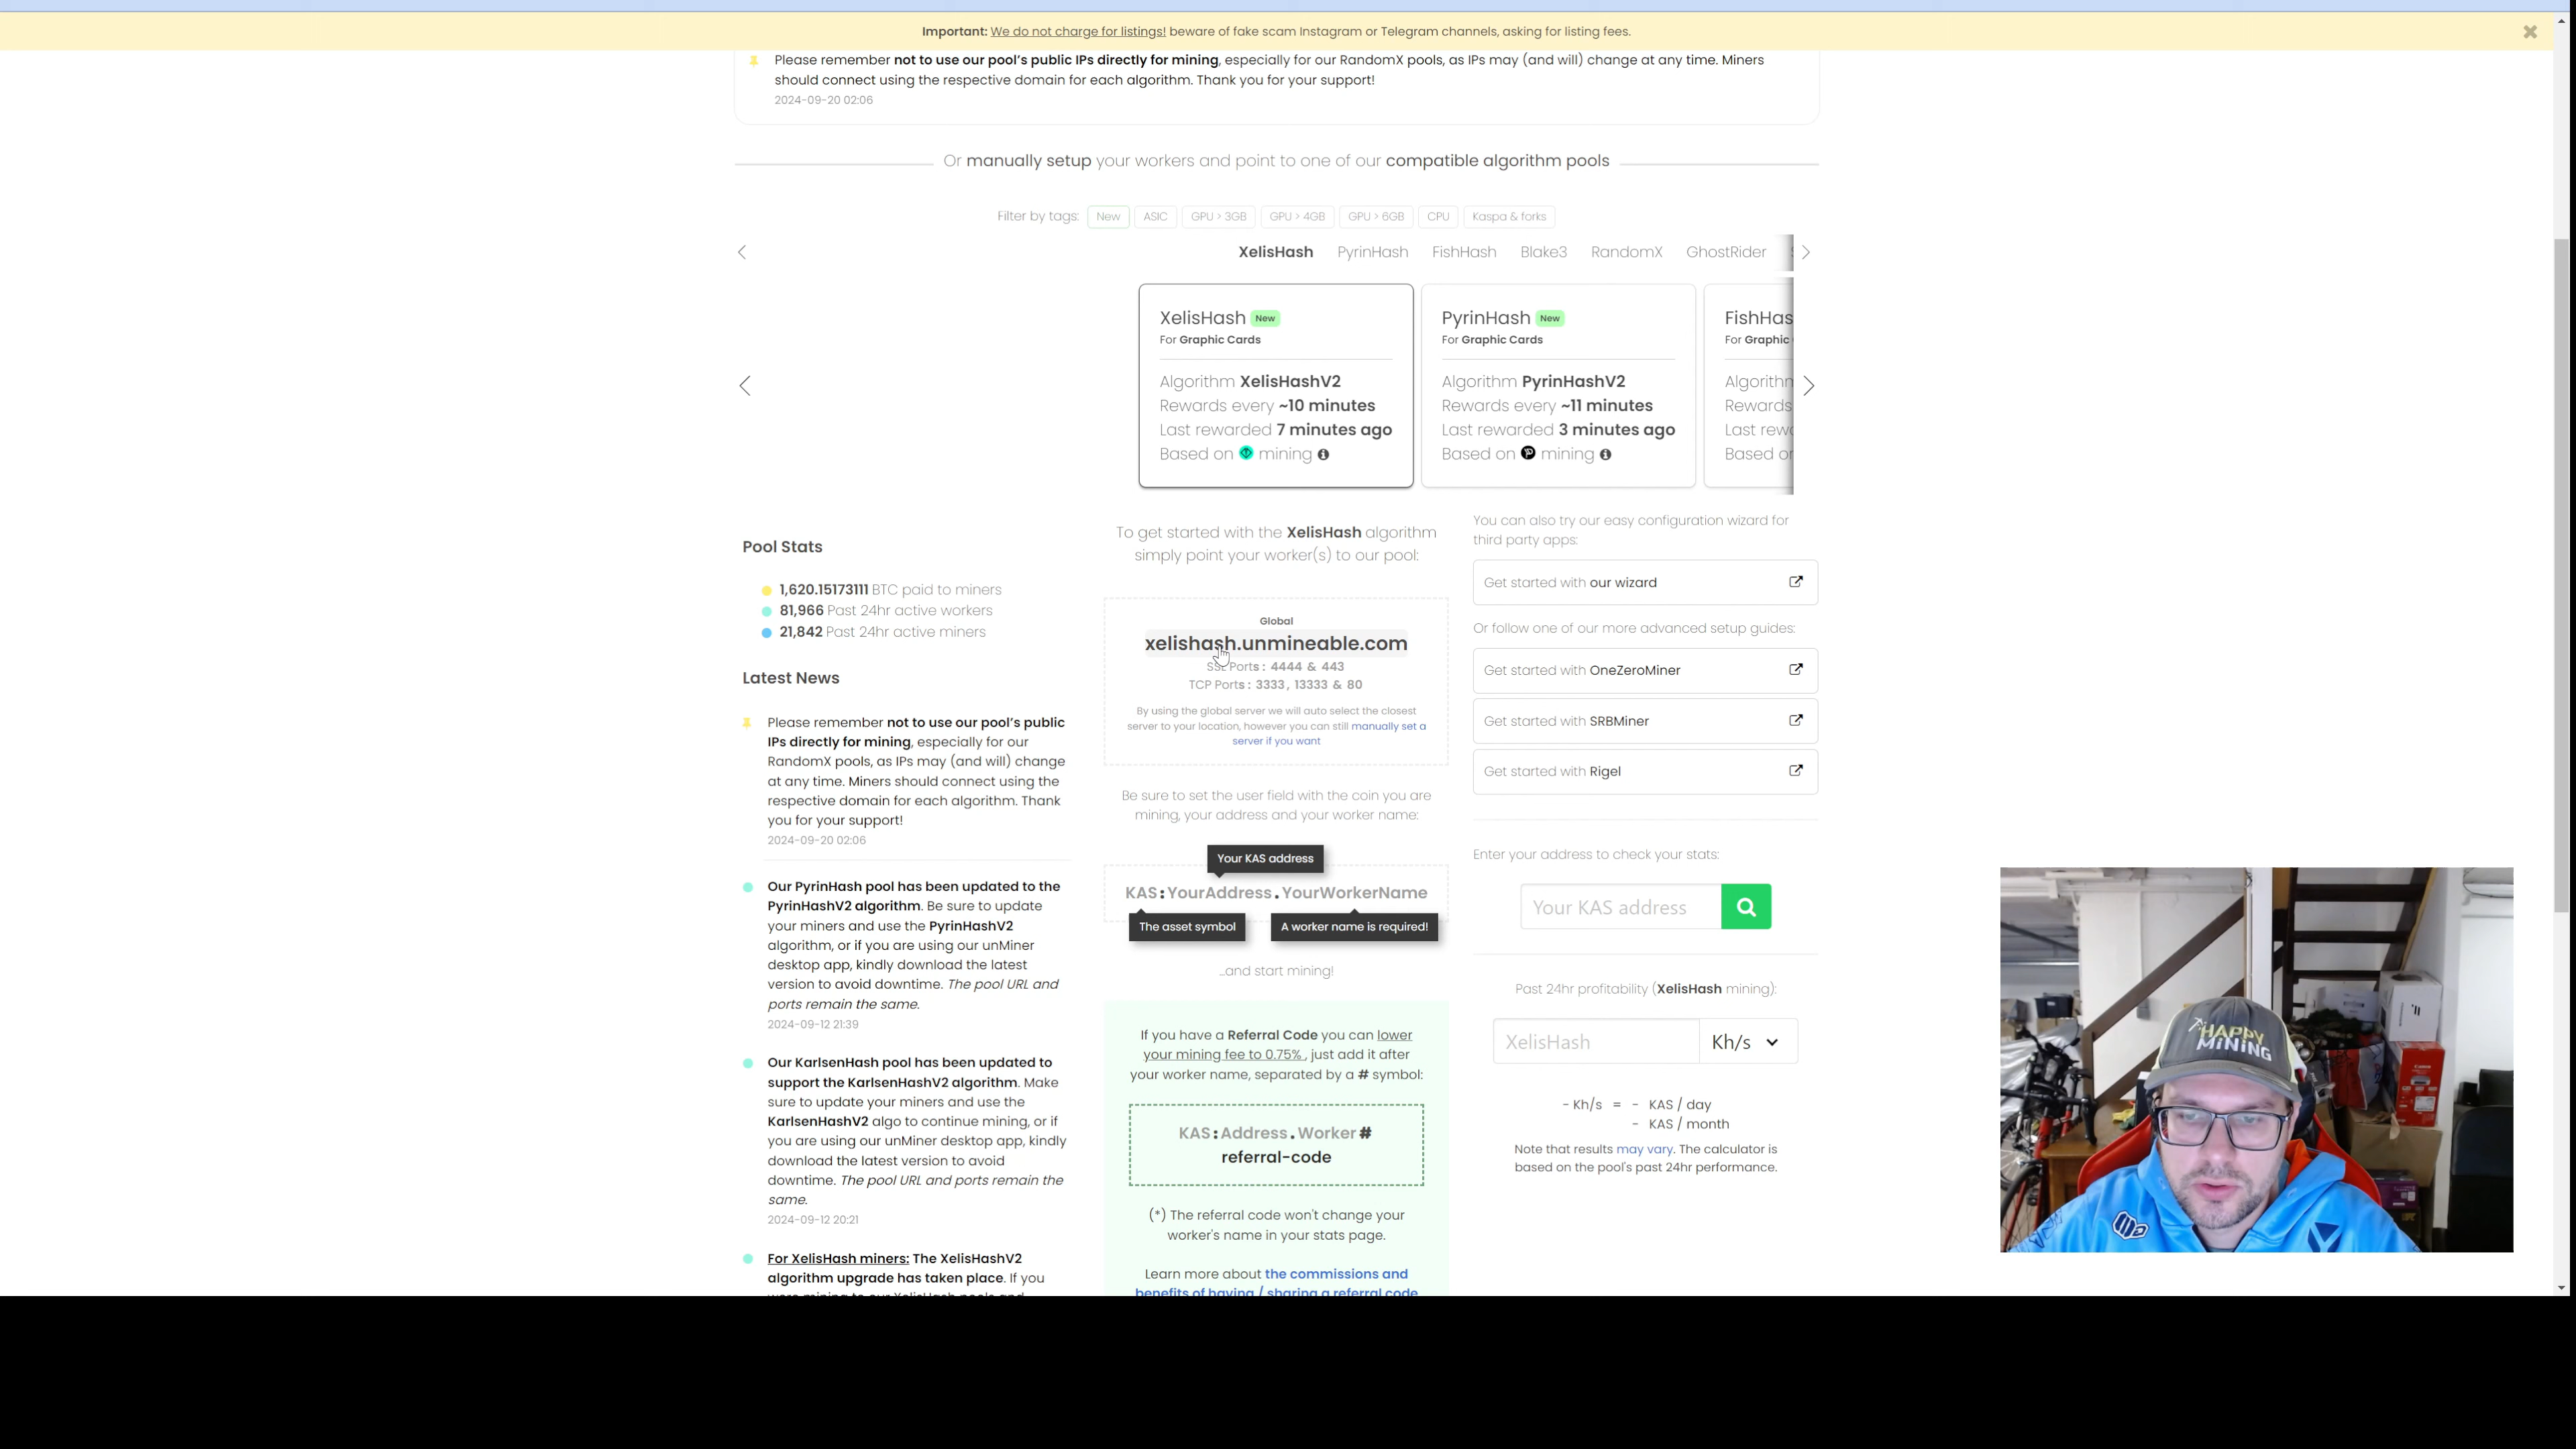 Important: We do not charge for listings! beware of fake scam Instagram or Telegram channels, asking for listing fees.
Please remember not to use our pool's public IPs directly for mining, especially for our RandomX pools, as IPs may (and will) change at any time. Miners
should connect using the respective domain for each algorithm. Thank you for your support!
2024-09-20 02:06
Or manually setup your workers and point to one of our compatible algorithm pools
Filter by tags: New ASIC GPU > 3GB GPU > 4GB GPU > 6GB CPU Kaspa & forks
XelisHash PyrinHash FishHash Blake3 RandomX GhostRider
XelisHash New
For Graphic Cards
Algorithm XelisHashV2
Rewards every ~10 minutes
Last rewarded 7 minutes ago
Based on mining
PyrinHash New
For Graphic Cards
Algorithm PyrinHashV2
Rewards every ~11 minutes
Last rewarded 3 minutes ago
Based on mining
FishHas
For Graphic
Algorithm
Rewards
Last rew
Based on
Pool Stats
1,620.15173111 BTC paid to miners
81,966 Past 24hr active workers
21,842 Past 24hr active miners
Latest News
Please remember not to use our pool's public
IPs directly for mining, especially for our
RandomX pools, as IPs may (and will) change
at any time. Miners should connect using the
respective domain for each algorithm. Thank
you for your support!
2024-09-20 02:06
Our PyrinHash pool has been updated to the
PyrinHashV2 algorithm. Be sure to update
your miners and use the PyrinHashV2
algorithm, or if you are using our unMiner
desktop app, kindly download the latest
version to avoid downtime. The pool URL and
ports remain the same.
2024-09-12 21:39
Our KarlsenHash pool has been updated to
support the KarlsenHashV2 algorithm. Make
sure to update your miners and use the
KarlsenHashV2 algo to continue mining, or if
you are using our unMiner desktop app, kindly
download the latest version to avoid
downtime. The pool URL and ports remain the
same.
2024-09-12 20:21
For XelisHash miners: The XelisHashV2
algorithm upgrade has taken place. If you
were mining to our XelisHash pools and
To get started with the XelisHash algorithm
simply point your worker(s) to our pool:
Global
xelishash.unmineable.com
SSL Ports: 4444 & 443
TCP Ports: 3333, 13333 & 80
By using the global server we will auto select the closest
server to your location, however you can still manually set a
server if you want
Be sure to set the user field with the coin you are
mining, your address and your worker name:
Your KAS address
KAS:YourAddress.YourWorkerName
The asset symbol
A worker name is required!
...and start mining!
If you have a Referral Code you can lower
your mining fee to 0.75%, just add it after
your worker name, separated by a # symbol:
KAS:Address.Worker#
referral-code
(*) The referral code won't change your
worker's name in your stats page.
Learn more about the commissions and
benefits of having / sharing a referral code
You can also try our easy configuration wizard for
third party apps:
Get started with our wizard
Or follow one of our more advanced setup guides:
Get started with OneZeroMiner
Get started with SRBMiner
Get started with Rigel
Enter your address to check your stats:
Your KAS address
Past 24hr profitability (XelisHash mining):
XelisHash
Kh/s
- Kh/s = - KAS / day
- KAS / month
Note that results may vary. The calculator is
based on the pool's past 24hr performance.
HAPPY
MINING
Canon